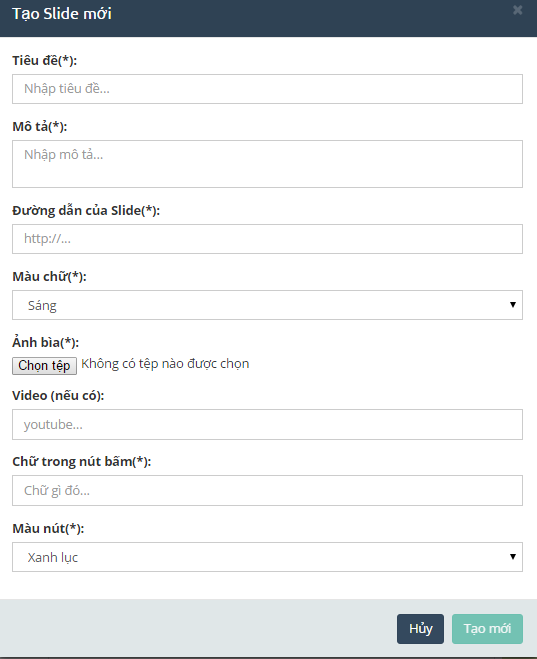 Tạo Slide mới
×
Tiêu đề(*):
Nhập tiêu đề...
Mô tả(*):
Nhập mô tả...
Đường dẫn của Slide(*):
http://...
Màu chữ(*):
Sáng
Ảnh bìa(*):
Chọn tệp Không có tệp nào được chọn
Video (nếu có):
youtube...
Chữ trong nút bấm(*):
Chữ gì đó...
Màu nút(*):
Xanh lục
Hủy Tạo mới